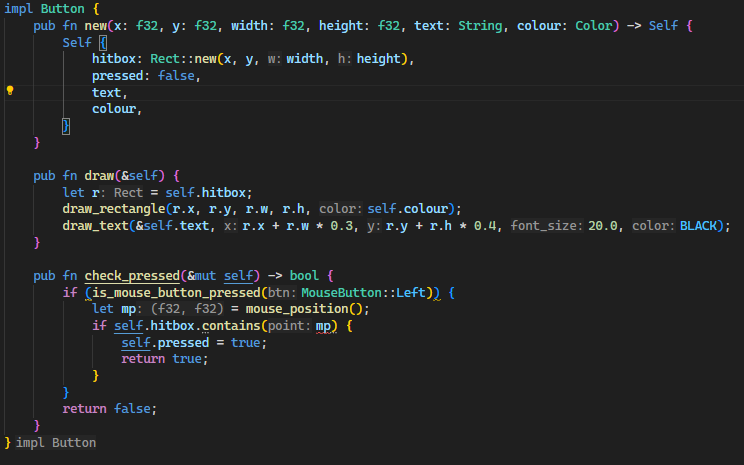 impl Button {
    pub fn new(x: f32, y: f32, width: f32, height: f32, text: String, colour: Color) -> Self {
        Self {
            hitbox: Rect::new(x, y, w: width, h: height),
            pressed: false,
            text,
            colour,
        }
    }

    pub fn draw(&self) {
        let r: Rect = self.hitbox;
        draw_rectangle(r.x, r.y, r.w, r.h, color: self.colour);
        draw_text(&self.text, x: r.x + r.w * 0.3, y: r.y + r.h * 0.4, font_size: 20.0, color: BLACK);
    }

    pub fn check_pressed(&mut self) -> bool {
        if (is_mouse_button_pressed(btn: MouseButton::Left)) {
            let mp: (f32, f32) = mouse_position();
            if self.hitbox.contains(point: mp) {
                self.pressed = true;
                return true;
            }
        }
        return false;
    }
} impl Button